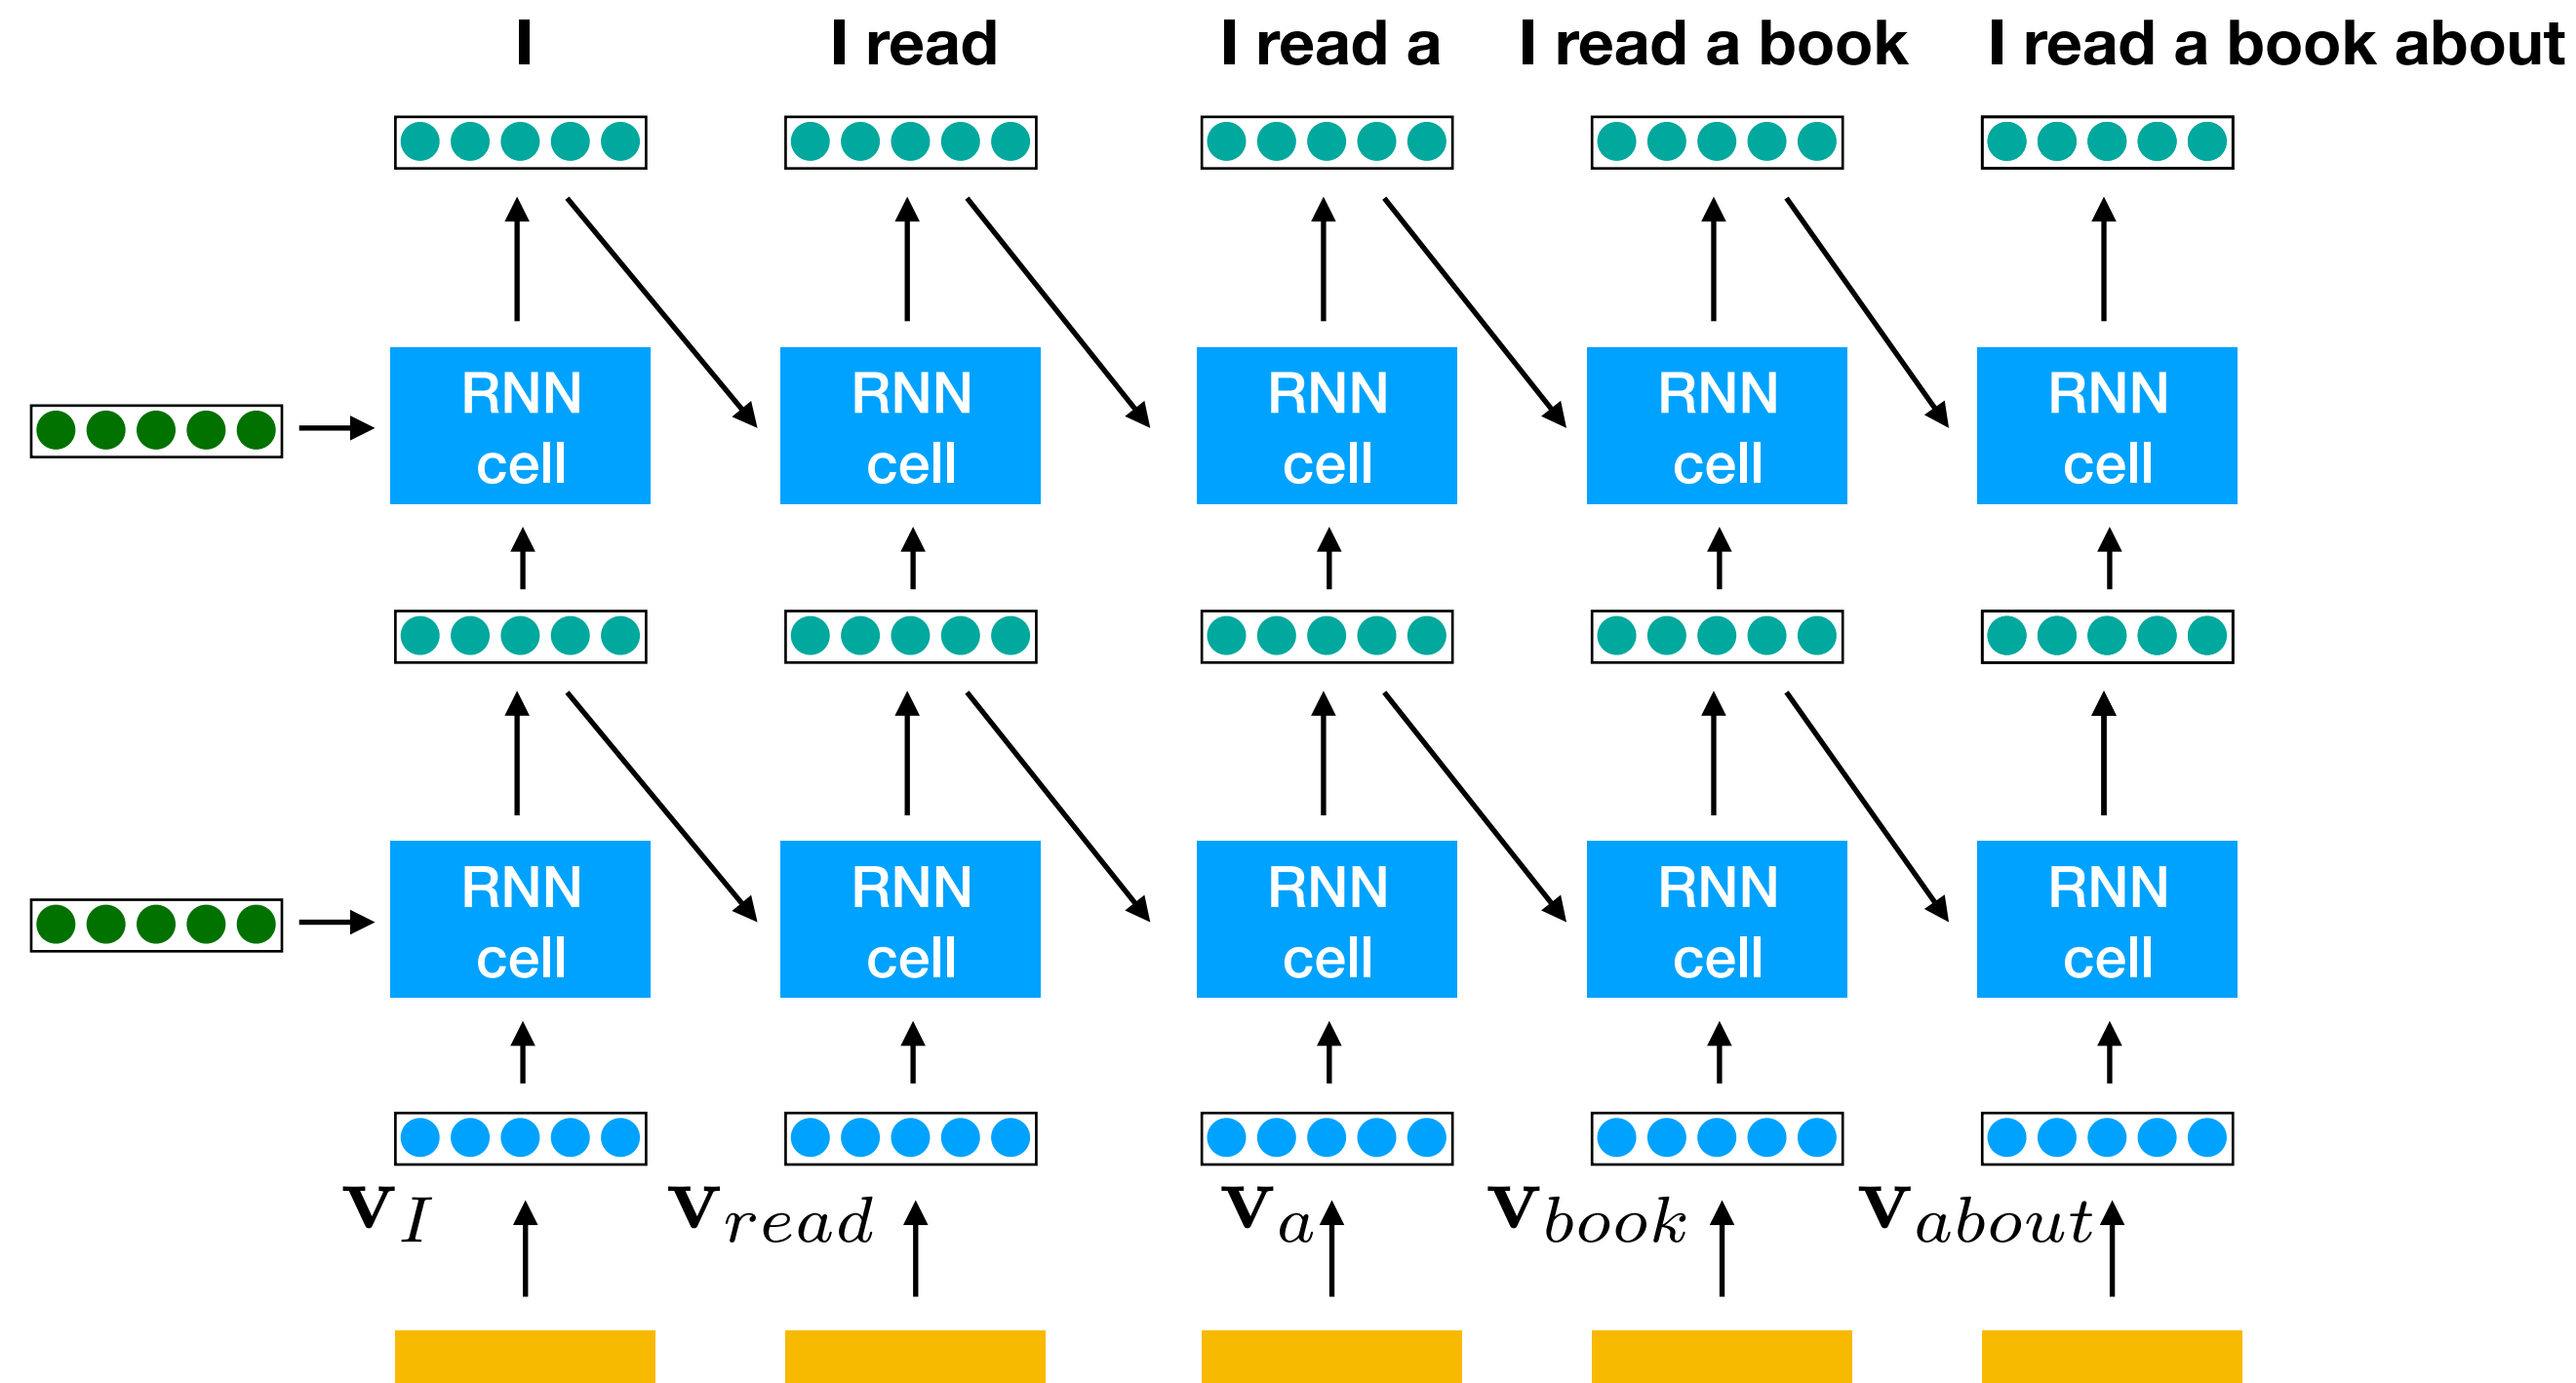 I
I read
I read a
I read a book
I read a book about
RNN
cell
RNN
cell
RNN
cell
RNN
cell
RNN
cell
RNN
cell
RNN
cell
RNN
cell
RNN
cell
RNN
cell
v_I
v_read
v_a
v_book
v_about